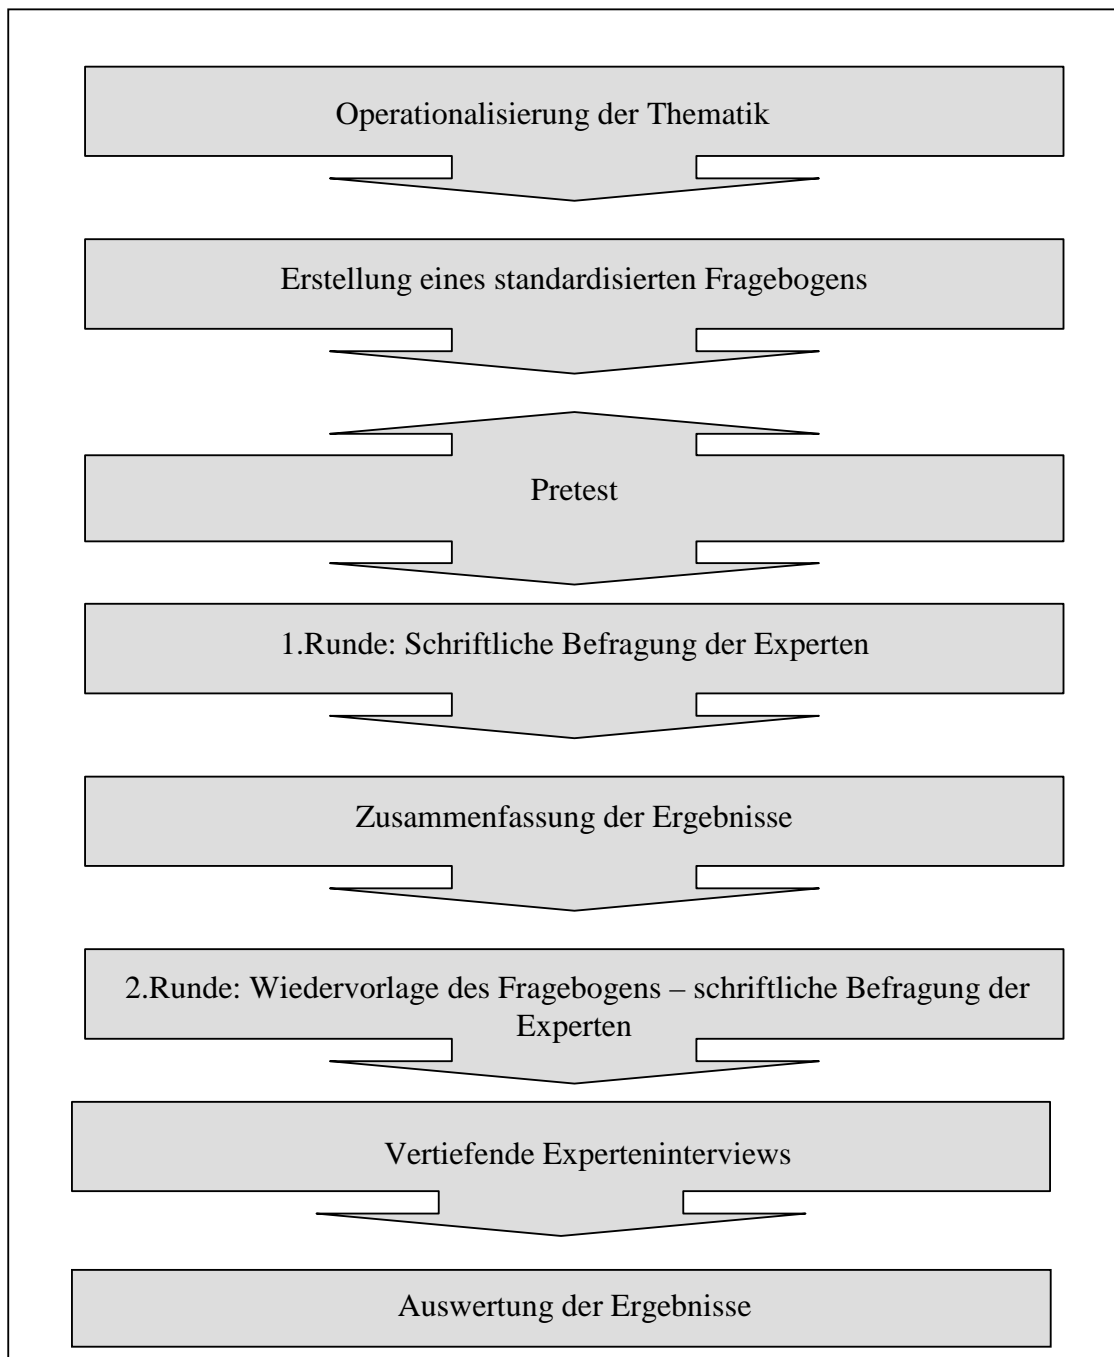 Operationalisierung der Thematik
Erstellung eines standardisierten Fragebogens
Pretest
1.Runde: Schriftliche Befragung der Experten
Zusammenfassung der Ergebnisse
2.Runde: Wiedervorlage des Fragebogens – schriftliche Befragung der
Experten
Vertiefende Experteninterviews
Auswertung der Ergebnisse